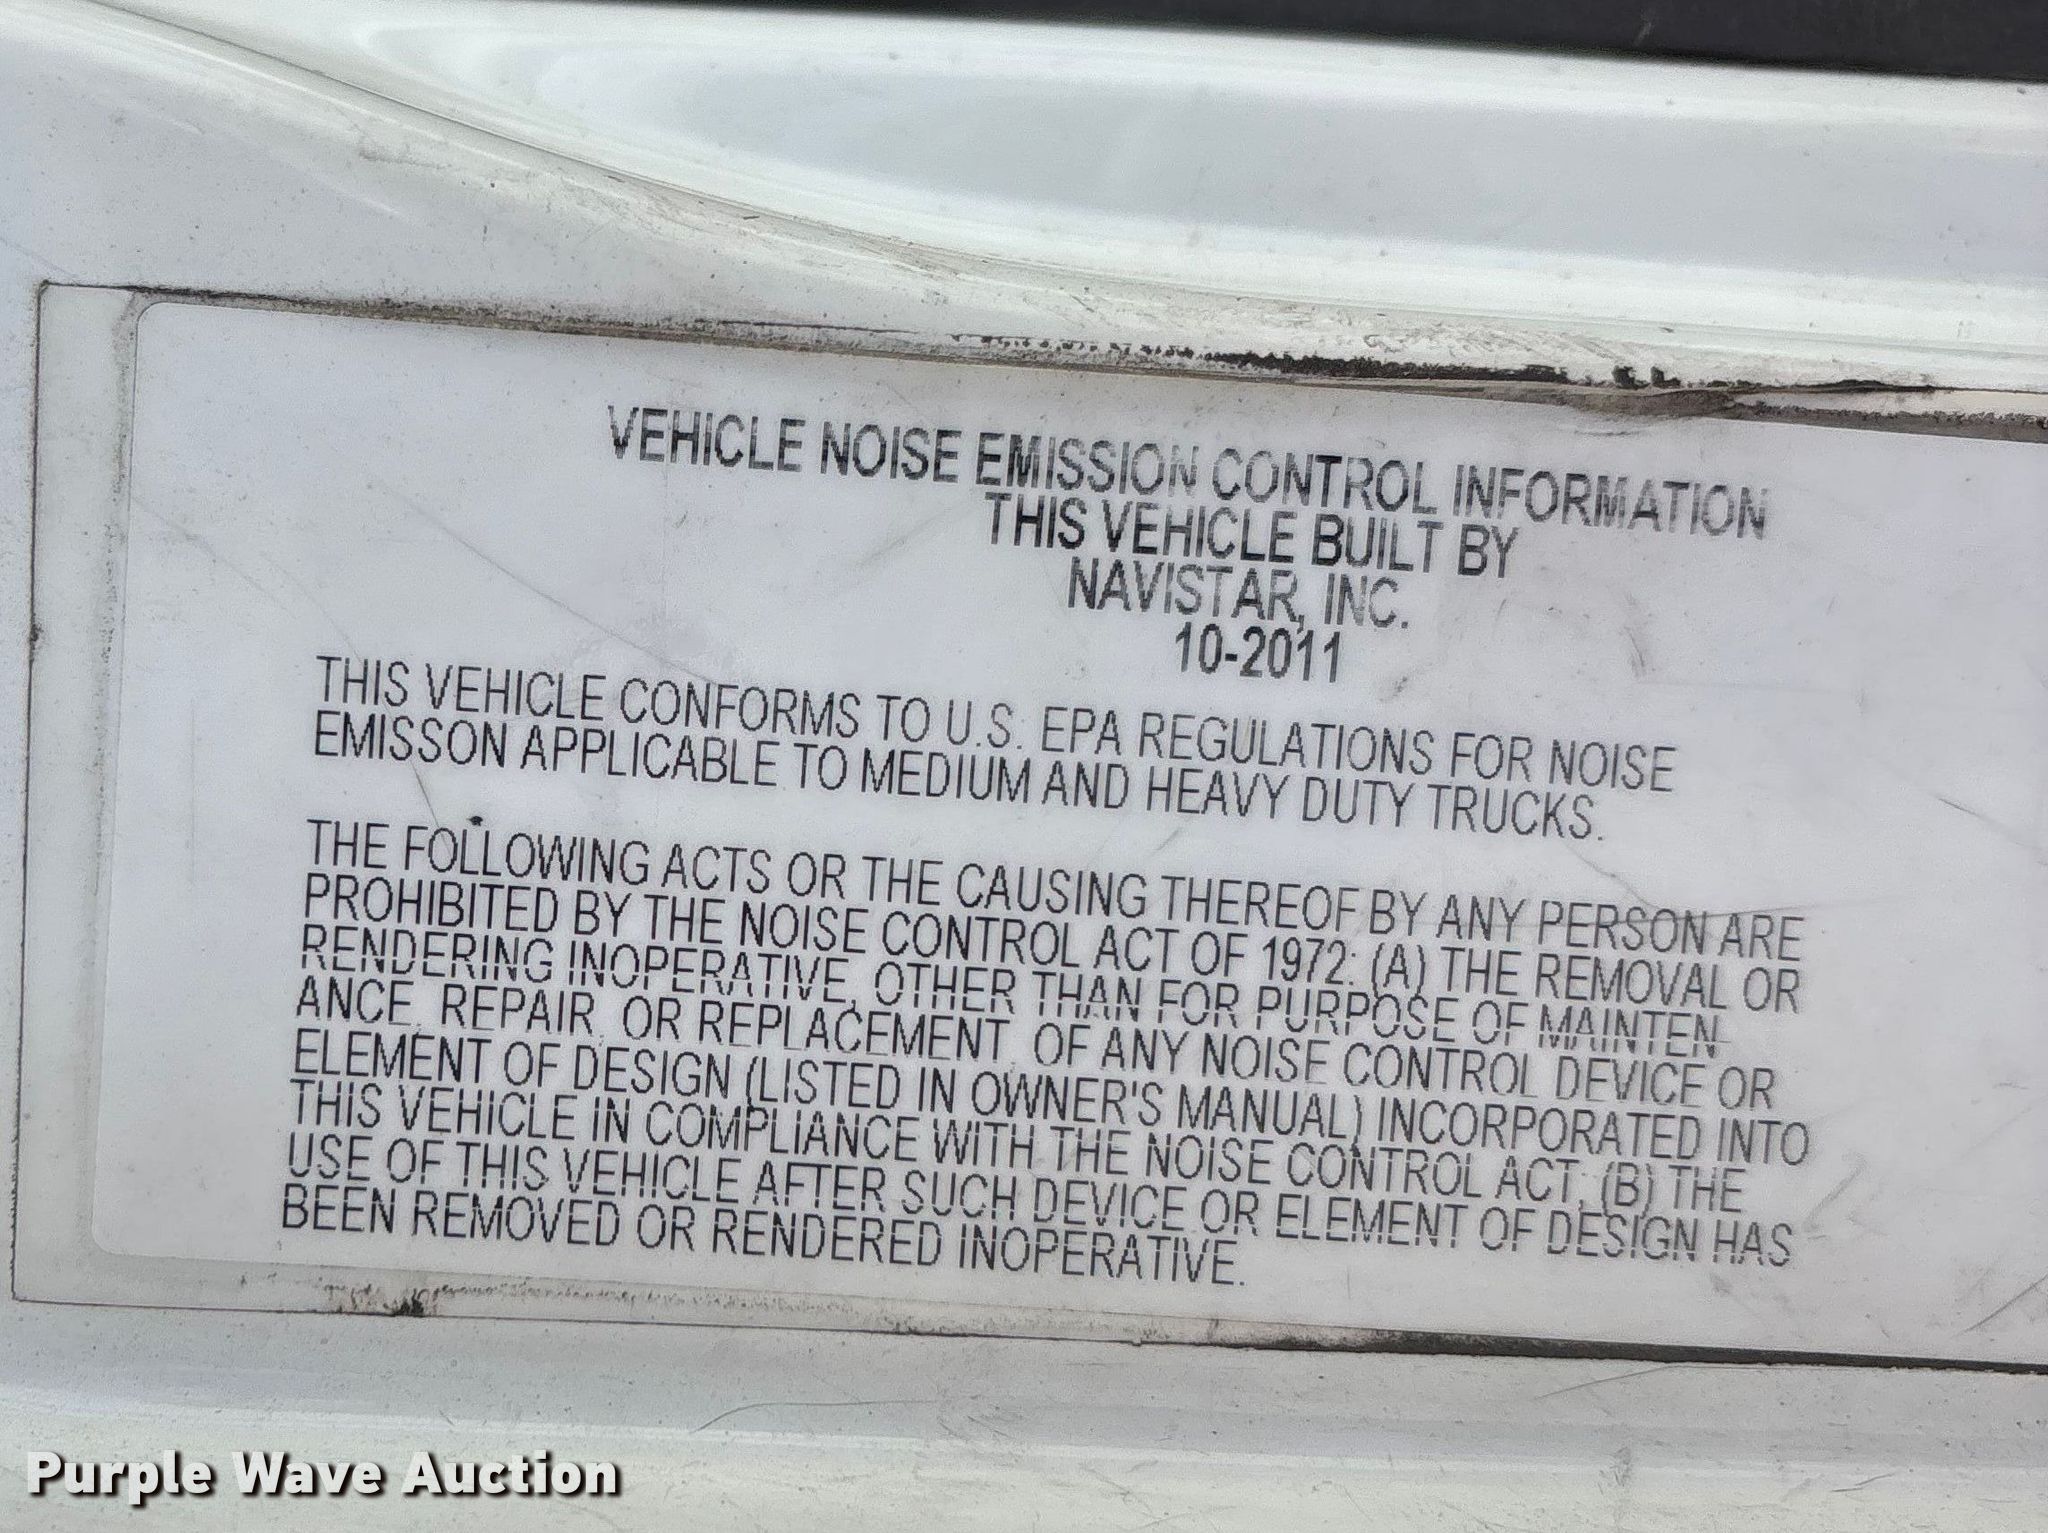 VEHICLE NOISE EMISSION CONTROL INFORMATION
THIS VEHICLE BUILT BY
NAVISTAR, INC.
10-2011
THIS VEHICLE CONFORMS TO U.S. EPA REGULATIONS FOR NOISE
EMISSON APPLICABLE TO MEDIUM AND HEAVY DUTY TRUCKS.
THE FOLLOWING ACTS OR THE CAUSING THEREOF BY ANY PERSON ARE
PROHIBITED BY THE NOISE CONTROL ACT OF 1972: (A) THE REMOVAL OR
RENDERING INOPERATIVE, OTHER THAN FOR PURPOSE OF MAINTEN-
ANCE, REPAIR, OR REPLACEMENT, OF ANY NOISE CONTROL DEVICE OR
ELEMENT OF DESIGN (LISTED IN OWNER'S MANUAL) INCORPORATED INTO
THIS VEHICLE IN COMPLIANCE WITH THE NOISE CONTROL ACT; (B) THE
USE OF THIS VEHICLE AFTER SUCH DEVICE OR ELEMENT OF DESIGN HAS
BEEN REMOVED OR RENDERED INOPERATIVE.
Purple Wave Auction